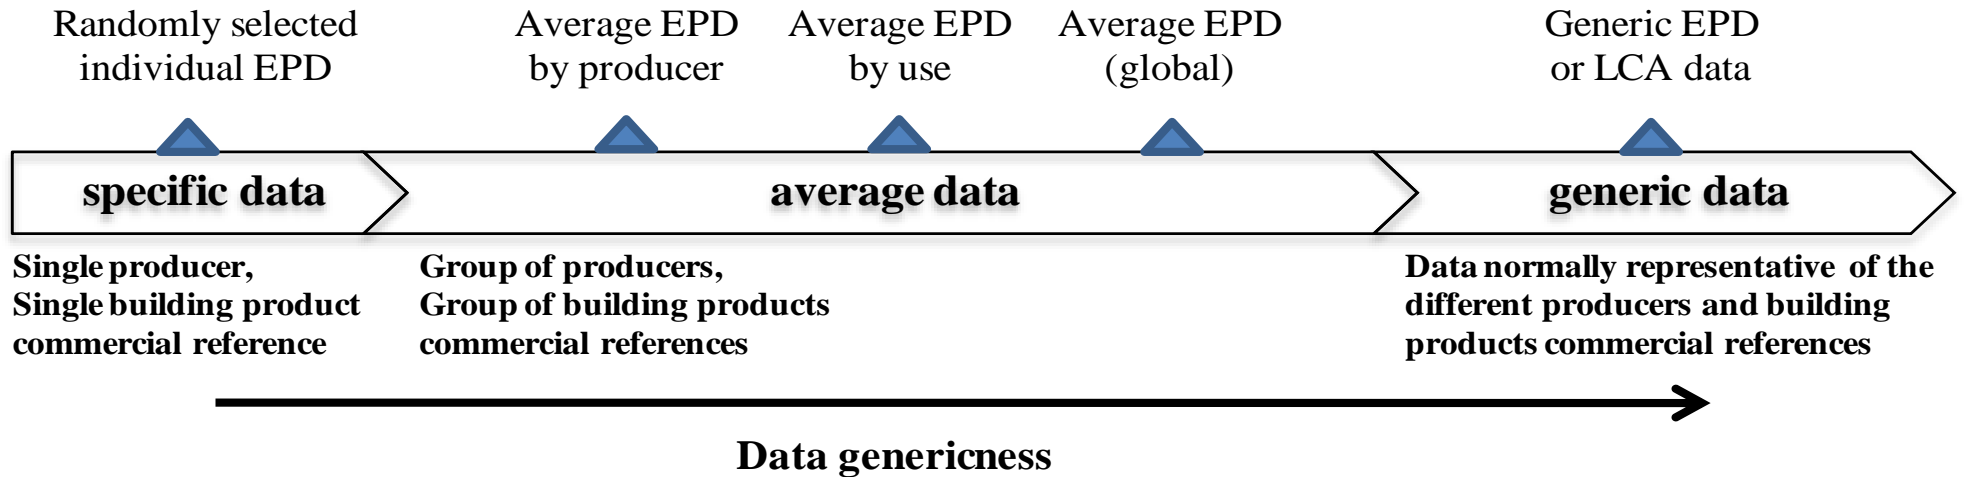 Randomly selected
individual EPD
Average EPD
by producer
Average EPD
by use
Average EPD
(global)
Generic EPD
or LCA data
specific data
average data
generic data
Single producer,
Single building product
commercial reference
Group of producers,
Group of building products
commercial references
Data normally representative of the
different producers and building
products commercial references
Data genericness